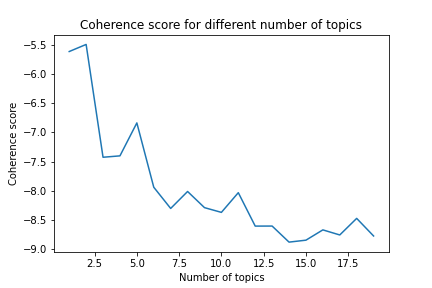 Coherence score for different number of topics
Coherence score
−5.5
−6.0
−6.5
−7.0
−7.5
−8.0
−8.5
−9.0
2.5 5.0 7.5 10.0 12.5 15.0 17.5
Number of topics